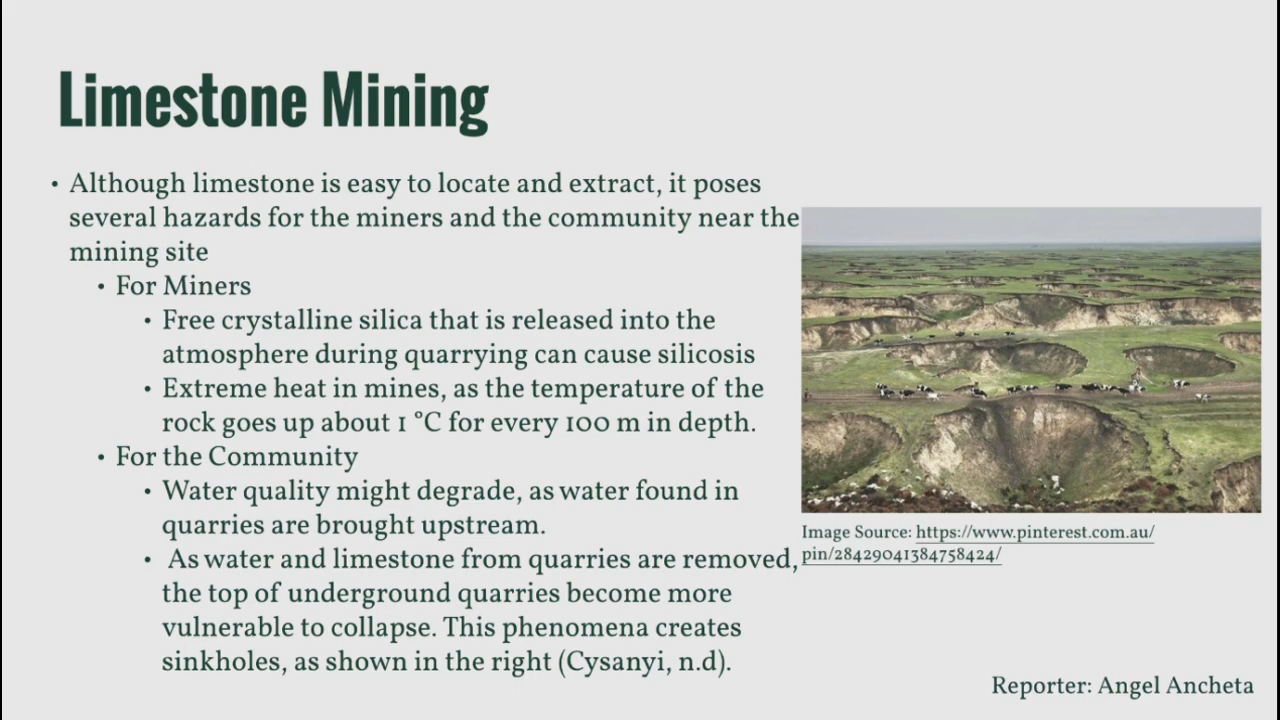 Limestone Mining
• Although limestone is easy to locate and extract, it poses
several hazards for the miners and the community near the
mining site
• For Miners
• Free crystalline silica that is released into the
atmosphere during quarrying can cause silicosis
• Extreme heat in mines, as the temperature of the
rock goes up about 1 °C for every 100 m in depth.
• For the Community
• Water quality might degrade, as water found in
quarries are brought upstream.
• As water and limestone from quarries are removed,
the top of underground quarries become more
vulnerable to collapse. This phenomena creates
sinkholes, as shown in the right (Cysanyi, n.d).
Image Source: https://www.pinterest.com.au/
pin/28429041384758424/
Reporter: Angel Ancheta